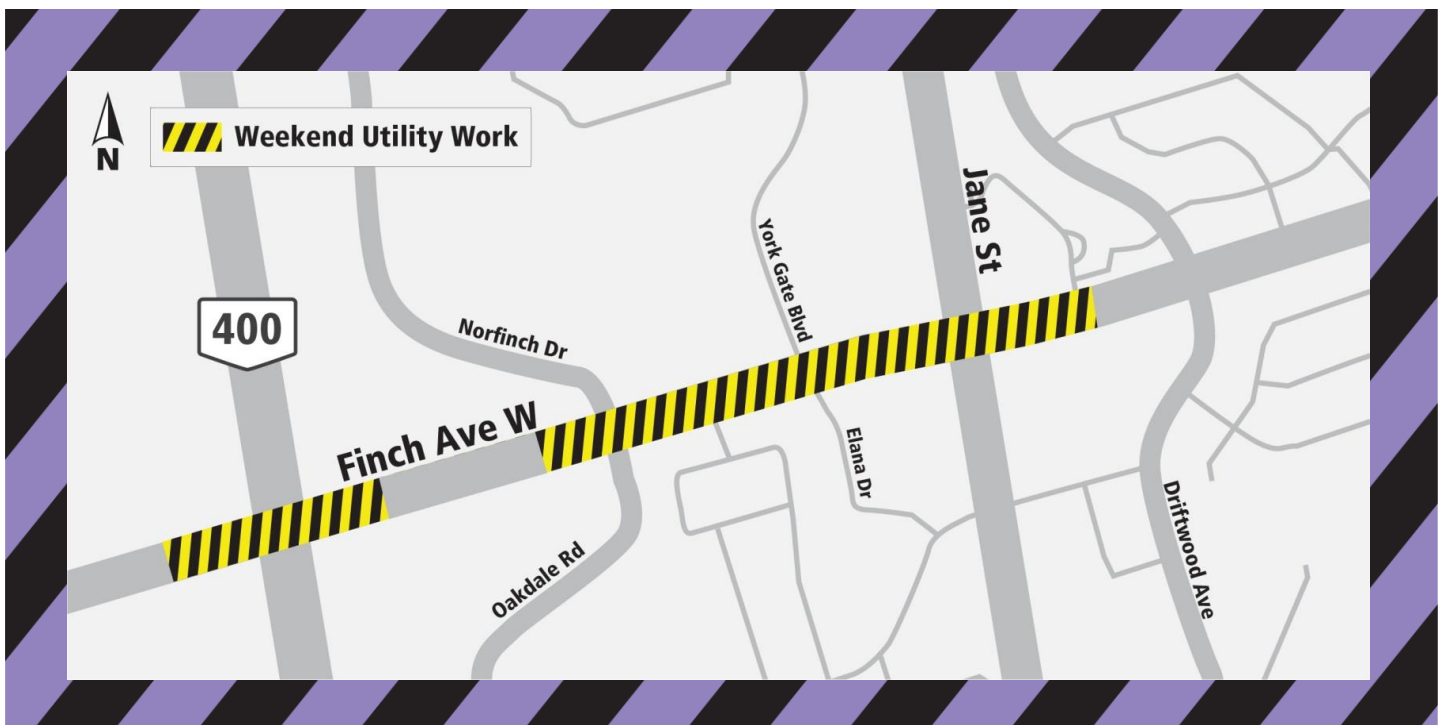 N
Weekend Utility Work
400
Norfinch Dr
York Gate Blvd
Jane St
Finch Ave W
Elana Dr
Oakdale Rd
Driftwood Ave